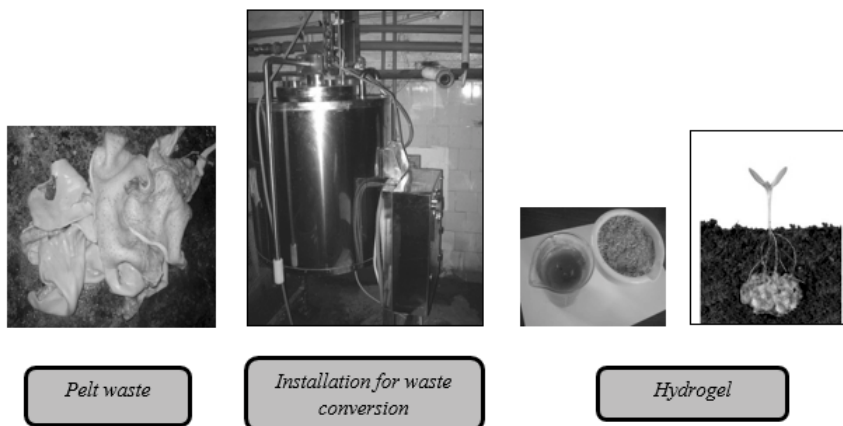 Pelt waste
Installation for waste
conversion
Hydrogel